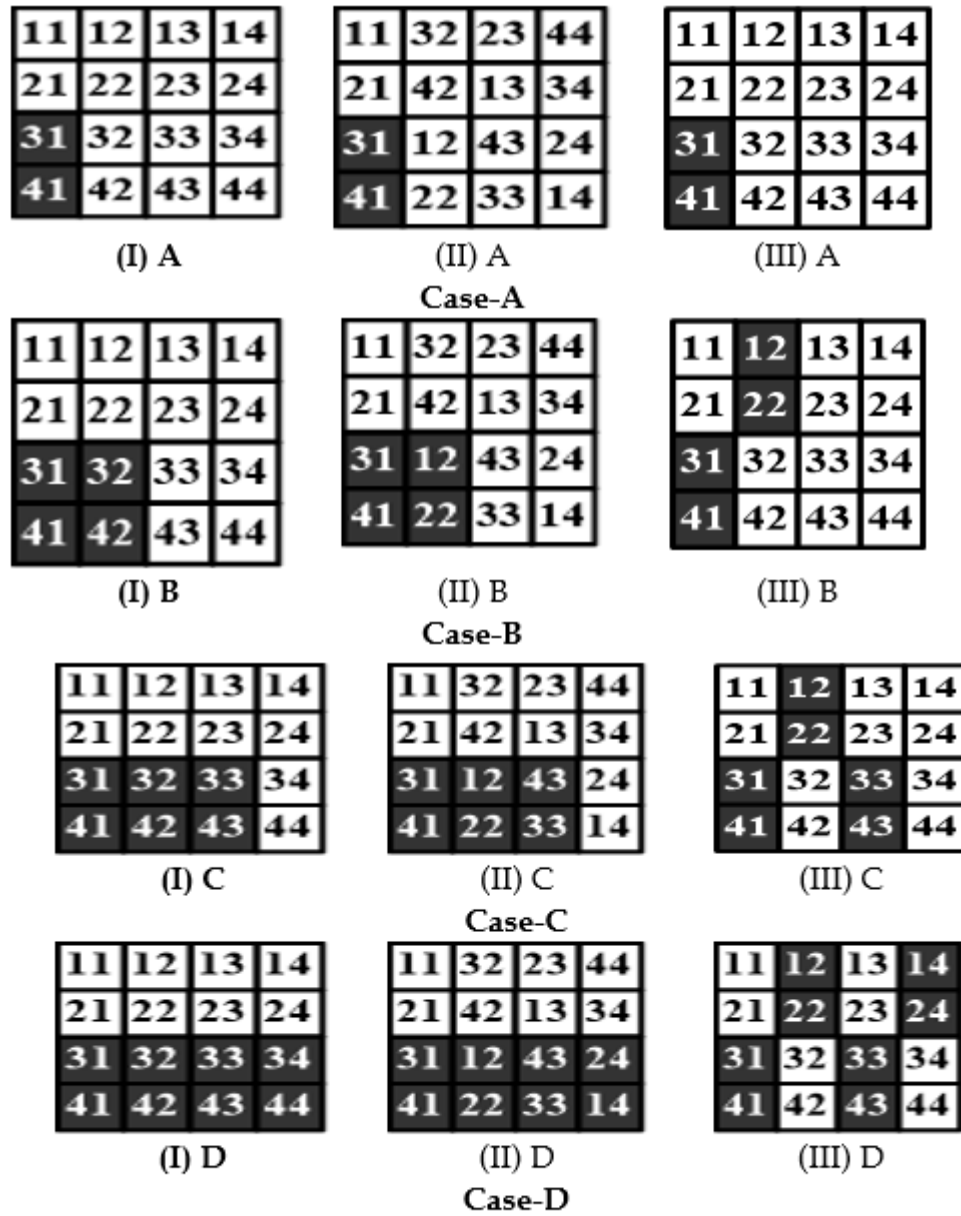 11 12 13 14 11 32 23 44 11 12 13 14
21 22 23 24 21 42 13 34 21 22 23 24
31 32 33 34 31 12 43 24 31 32 33 34
41 42 43 44 41 22 33 14 41 42 43 44
(I) A (II) A (III) A
Case-A
11 12 13 14 11 32 23 44 11 12 13 14
21 22 23 24 21 42 13 34 21 22 23 24
31 32 33 34 31 12 43 24 31 32 33 34
41 42 43 44 41 22 33 14 41 42 43 44
(I) B (II) B (III) B
Case-B
11 12 13 14 11 32 23 44 11 12 13 14
21 22 23 24 21 42 13 34 21 22 23 24
31 32 33 34 31 12 43 24 31 32 33 34
41 42 43 44 41 22 33 14 41 42 43 44
(I) C (II) C (III) C
Case-C
11 12 13 14 11 32 23 44 11 12 13 14
21 22 23 24 21 42 13 34 21 22 23 24
31 32 33 34 31 12 43 24 31 32 33 34
41 42 43 44 41 22 33 14 41 42 43 44
(I) D (II) D (III) D
Case-D